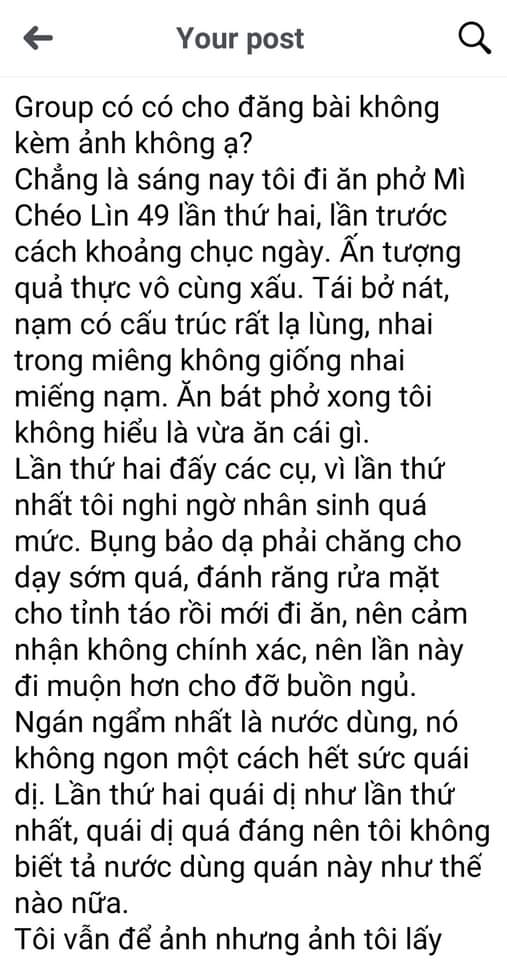 Your post
Group có có cho đăng bài không
kèm ảnh không ạ?
Chẳng là sáng nay tôi đi ăn phở Mì
Chéo Lìn 49 lần thứ hai, lần trước
cách khoảng chục ngày. Ấn tượng
quả thực vô cùng xấu. Tái bở nát,
nạm có cấu trúc rất lạ lùng, nhai
trong miêng không giống nhai
miếng nạm. Ăn bát phở xong tôi
không hiểu là vừa ăn cái gì.
Lần thứ hai đấy các cụ, vì lần thứ
nhất tôi nghi ngờ nhân sinh quá
mức. Bụng bảo dạ phải chăng cho
dạy sớm quá, đánh răng rửa mặt
cho tỉnh táo rồi mới đi ăn, nên cảm
nhận không chính xác, nên lần này
đi muộn hơn cho đỡ buồn ngủ.
Ngán ngẩm nhất là nước dùng, nó
không ngon một cách hết sức quái
dị. Lần thứ hai quái dị như lần thứ
nhất, quái dị quá đáng nên tôi không
biết tả nước dùng quán này như thế
nào nữa.
Tôi vẫn để ảnh nhưng ảnh tôi lấy